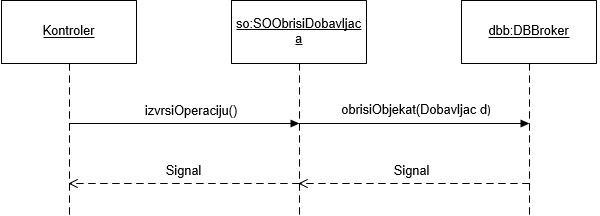 Kontroler
so:SOObrisiDobavljac
a
dbb:DBBroker
izvrsiOperaciju()
obrisiObjekat(Dobavljac d)
Signal
Signal